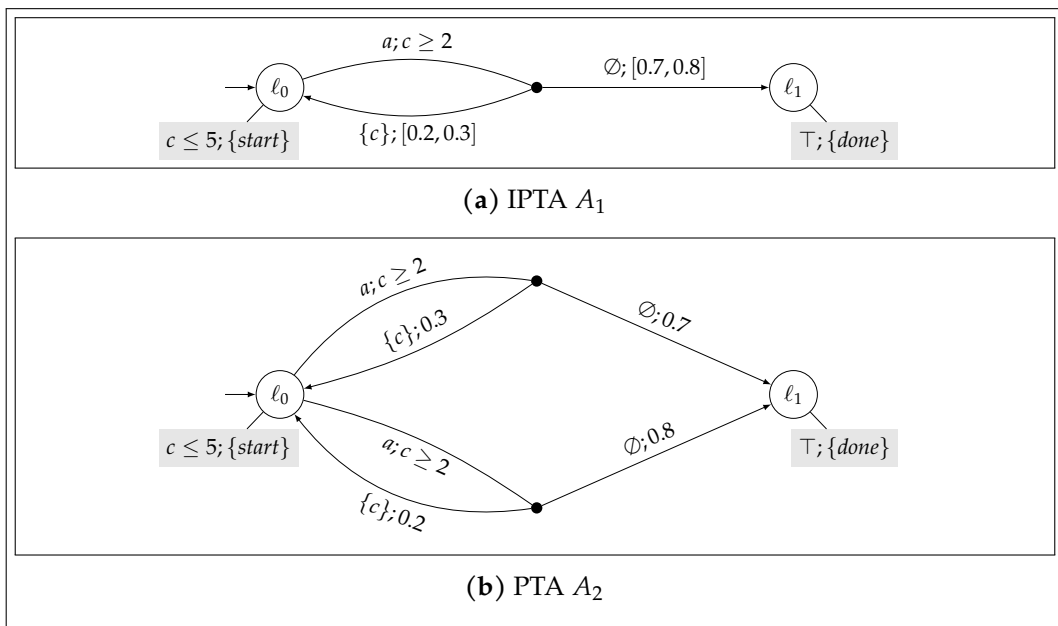 a; c ≥ 2
∅; [0.7, 0.8]
ℓ0
ℓ1
{c}; [0.2, 0.3]
c ≤ 5; {start}
⊤; {done}
(a) IPTA A1
a; c ≥ 2
{c}; 0.3
∅; 0.7
ℓ0
ℓ1
c ≤ 5; {start}
a; c ≥ 2
∅; 0.8
⊤; {done}
{c}; 0.2
(b) PTA A2